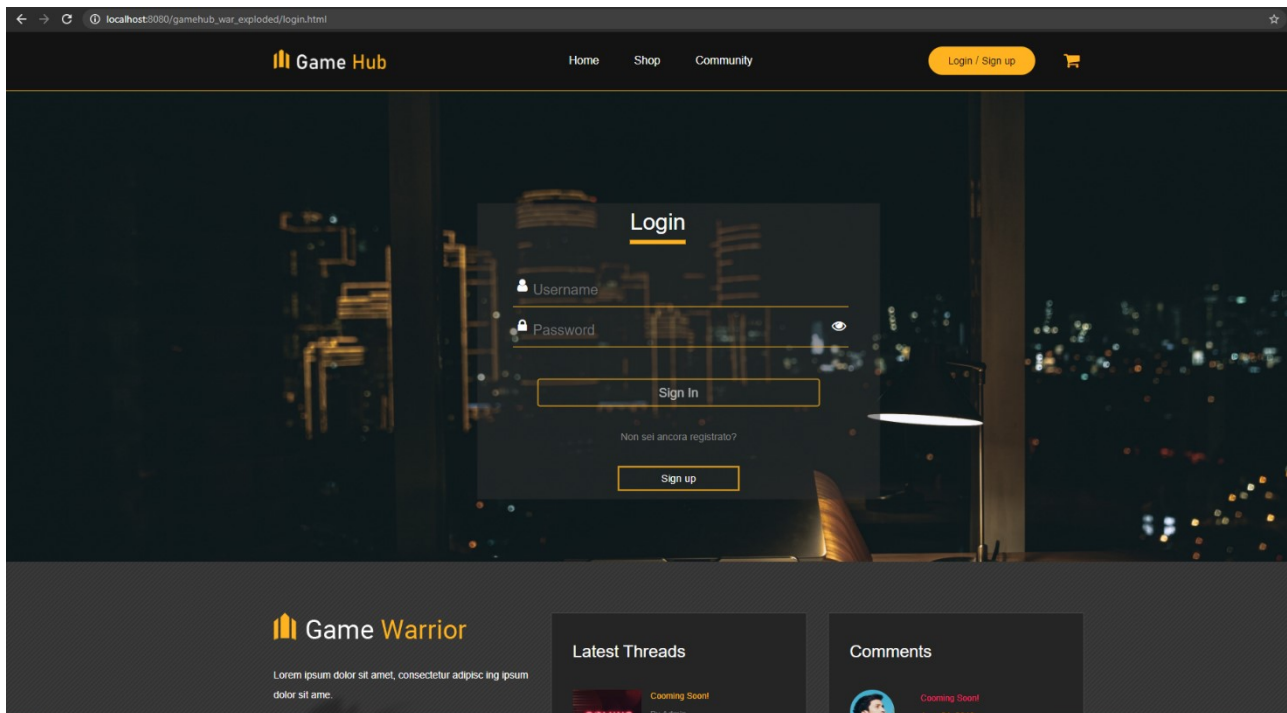 localhost:8080/gamehub_war_exploded/login.html
Game Hub
Home Shop Community
Login / Sign up
Login
Username
Password
Sign In
Non sei ancora registrato?
Sign up
Game Warrior
Lorem ipsum dolor sit amet, consectetur adipisc ing ipsum
dolor sit ame.
Latest Threads
Cooming Soon!
By Admin
Comments
Cooming Soon!